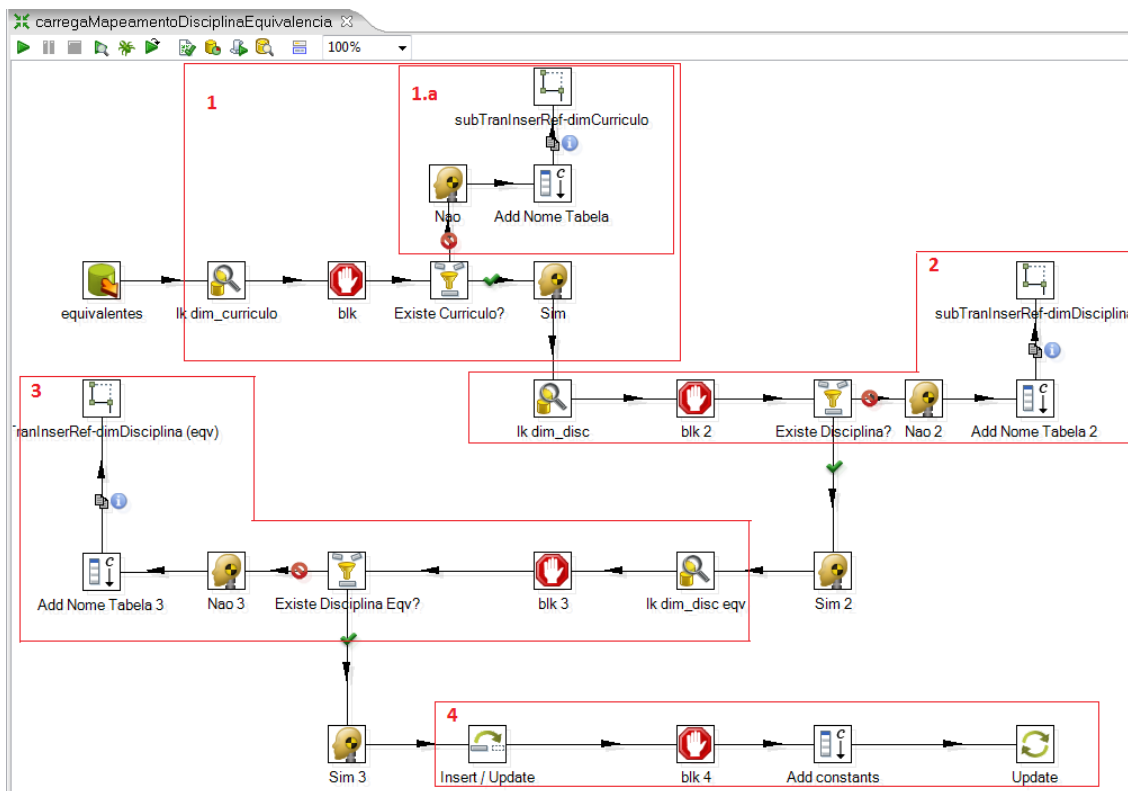 carregaMapeamentoDisciplinaEquivalencia
100%
1
1.a
subTranInserRef-dimCurriculo
Nao
Add Nome Tabela
equivalentes
lk dim_curriculo
blk
Existe Curriculo?
Sim
2
subTranInserRef-dimDisciplina
lk dim_disc
blk 2
Existe Disciplina?
Nao 2
Add Nome Tabela 2
3
TranInserRef-dimDisciplina (eqv)
Add Nome Tabela 3
Nao 3
Existe Disciplina Eqv?
blk 3
lk dim_disc eqv
Sim 2
4
Sim 3
Insert / Update
blk 4
Add constants
Update